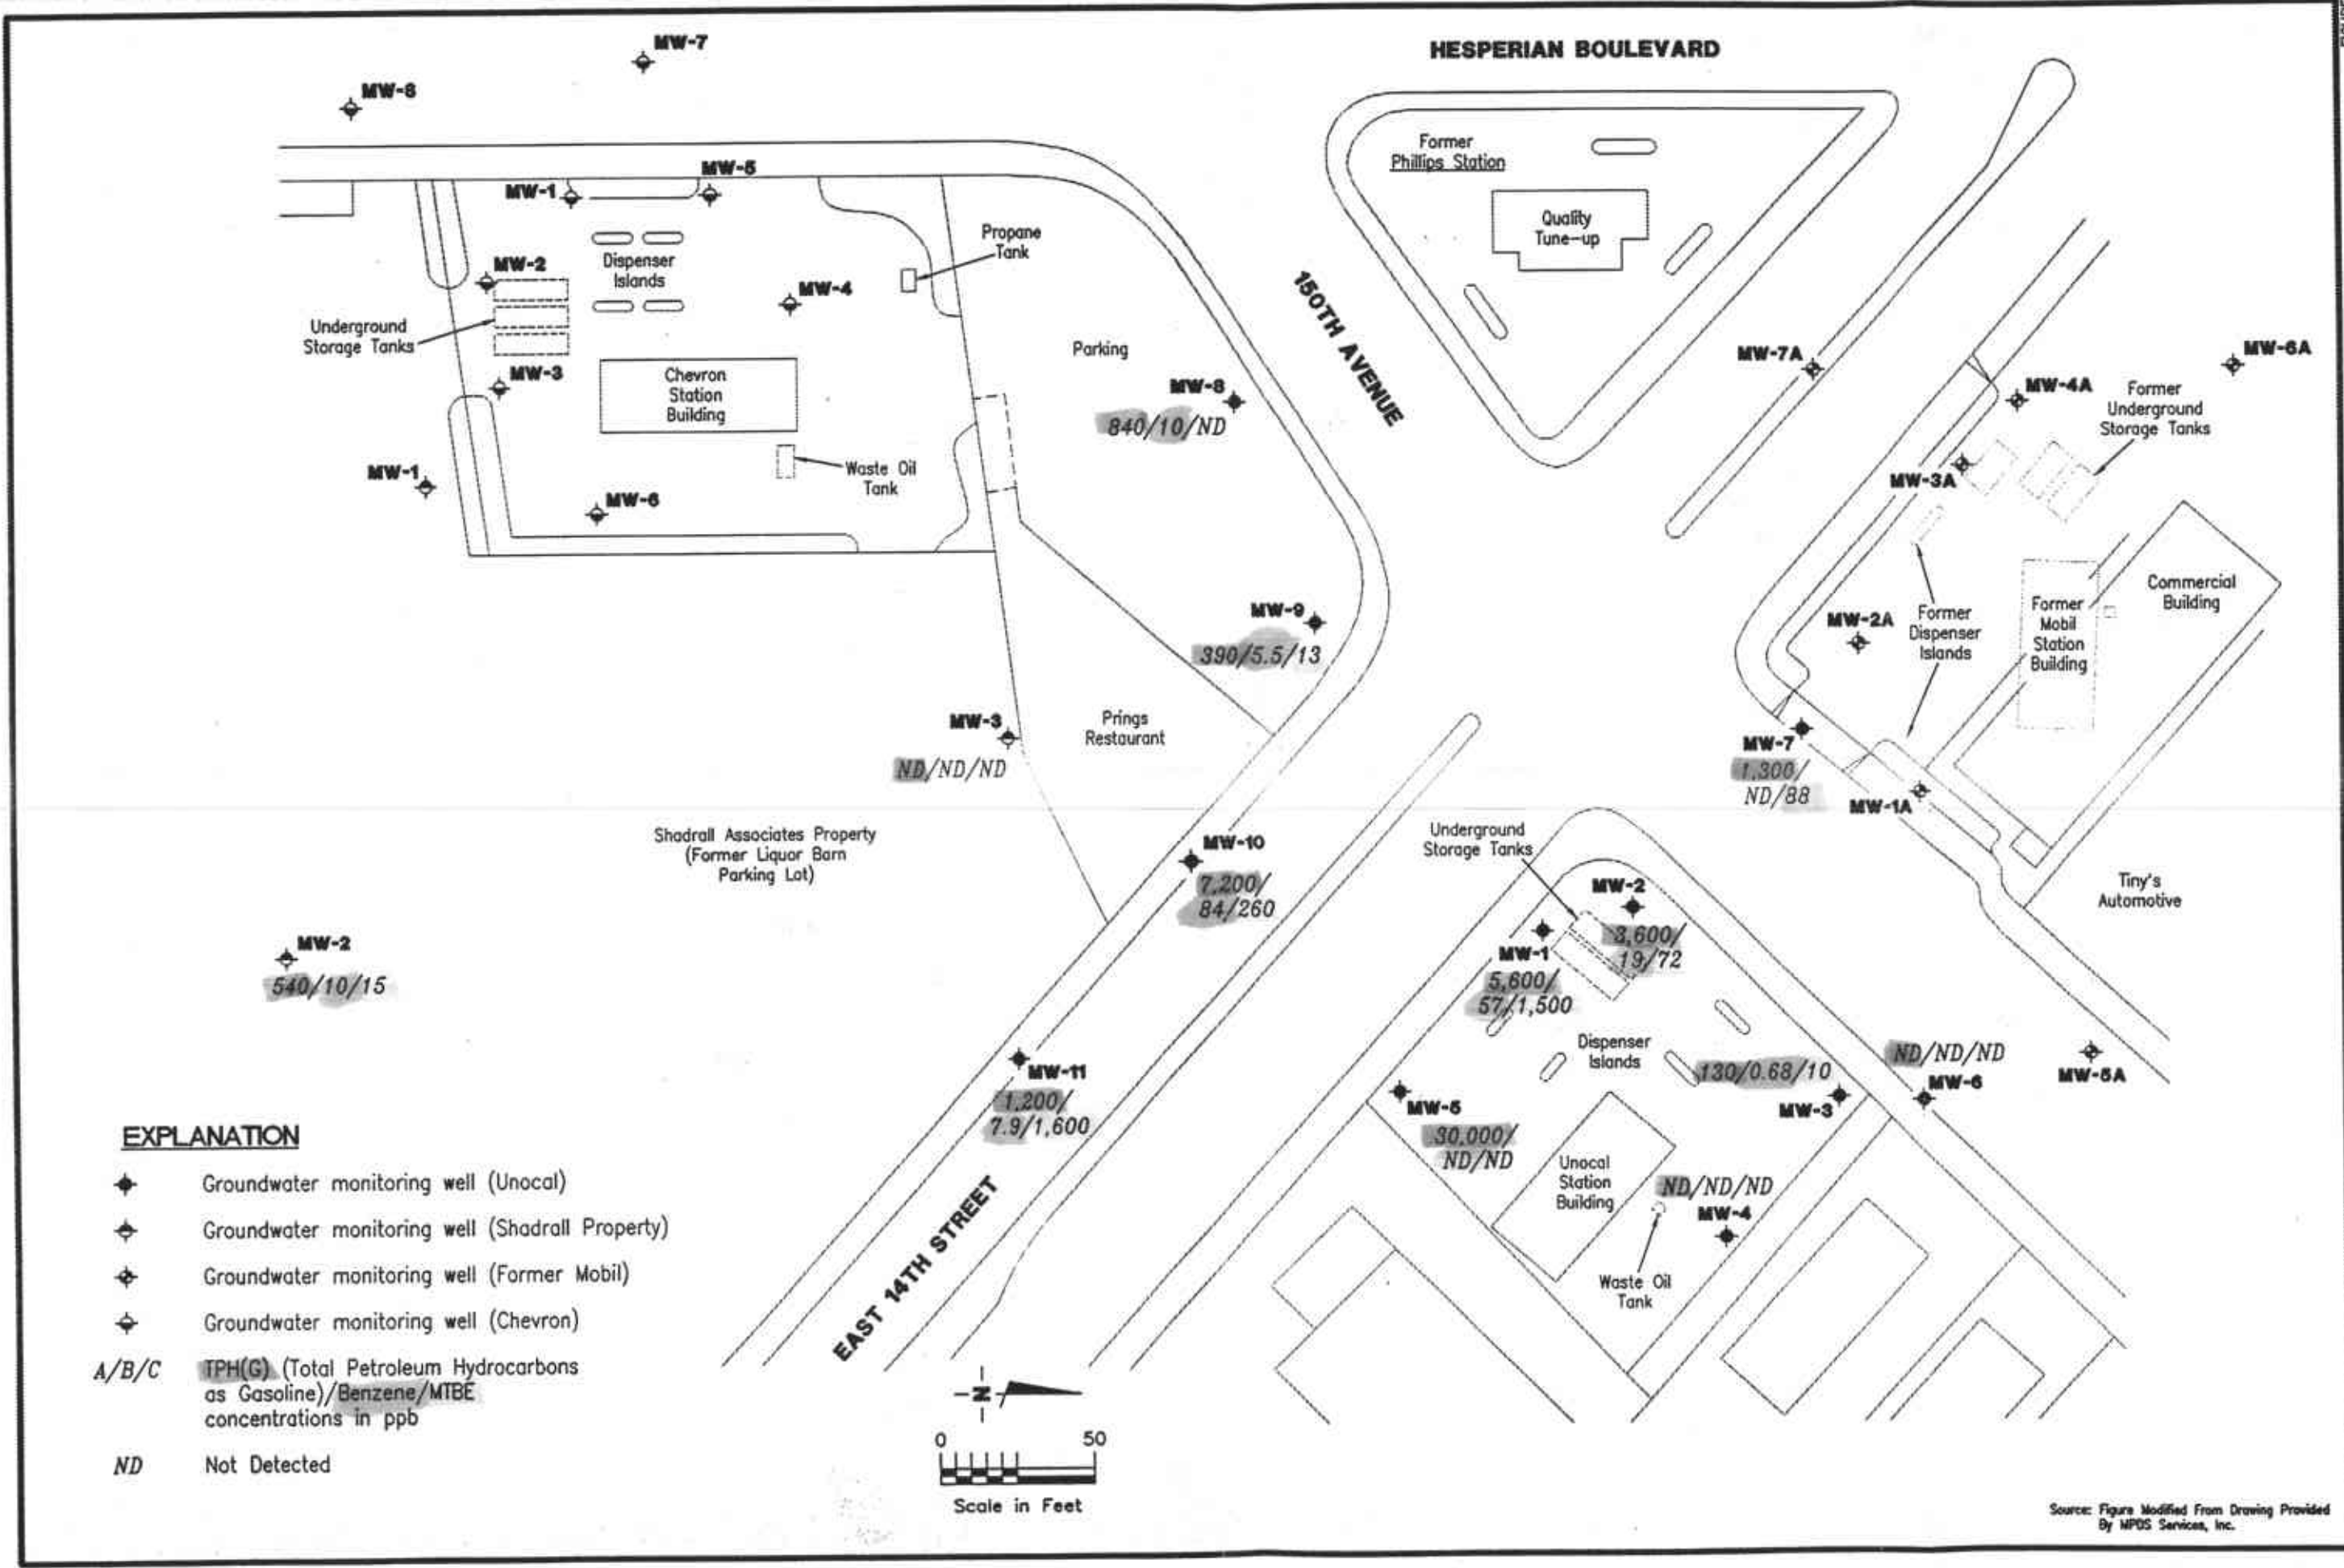 HESPERIAN BOULEVARD
MW-7
MW-8
MW-5
MW-1
MW-2
Dispenser
Islands
Propane
Tank
MW-4
Underground
Storage Tanks
MW-3
Chevron
Station
Building
Waste Oil
Tank
MW-1
MW-6
Parking
MW-8
840/10/ND
150TH AVENUE
Former
Phillips Station
Quality
Tune-up
MW-7A
MW-6A
MW-4A
Former
Underground
Storage Tanks
MW-3A
Commercial
Building
Former
Mobil
Station
Building
MW-2A
Former
Dispenser
Islands
MW-9
390/5.5/13
MW-3
ND/ND/ND
Prings
Restaurant
MW-7
1,300/
ND/88
MW-1A
Shadrall Associates Property
(Former Liquor Barn
Parking Lot)
MW-10
7,200/
84/260
Underground
Storage Tanks
MW-2
3,600/
19/72
MW-1
5,600/
57/1,500
Tiny's
Automotive
MW-2
540/10/15
MW-11
1,200/
7.9/1,600
Dispenser
Islands
130/0.68/10
MW-3
ND/ND/ND
MW-6
MW-5A
MW-5
30,000/
ND/ND
Unocal
Station
Building
ND/ND/ND
MW-4
Waste Oil
Tank
EAST 14TH STREET
EXPLANATION
Groundwater monitoring well (Unocal)
Groundwater monitoring well (Shadrall Property)
Groundwater monitoring well (Former Mobil)
Groundwater monitoring well (Chevron)
A/B/C TPH(G) (Total Petroleum Hydrocarbons
as Gasoline)/Benzene/MTBE
concentrations in ppb
ND Not Detected
N
0 50
Scale in Feet
Source: Figure Modified From Drawing Provided
By MPDS Services, Inc.